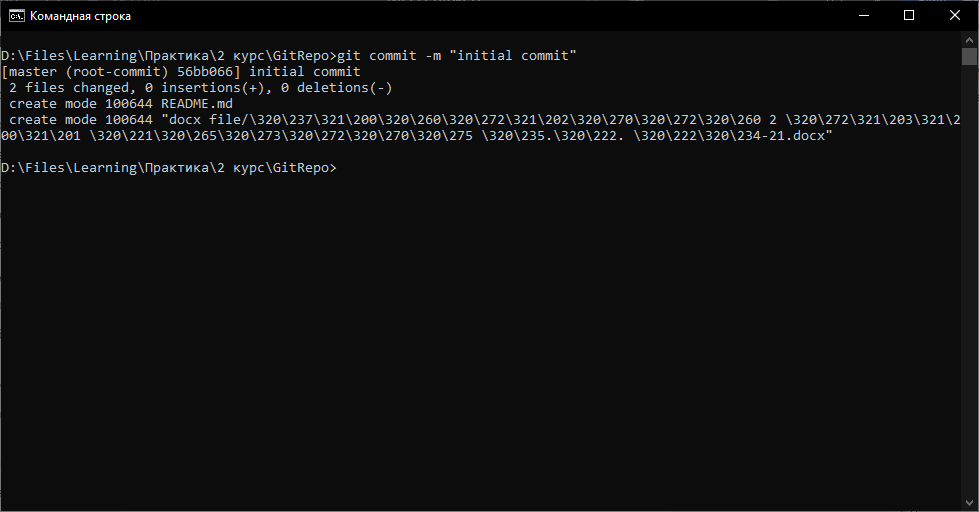 Командная строка
D:\Files\Learning\Практика\2 курс\GitRepo>git commit -m "initial commit"
[master (root-commit) 56bb066] initial commit
 2 files changed, 0 insertions(+), 0 deletions(-)
 create mode 100644 README.md
 create mode 100644 "docx file/\320\237\321\200\320\260\320\272\321\202\320\270\320\272\320\260 2 \320\272\321\203\321\2
00\321\201 \320\221\320\265\320\273\320\272\320\270\320\275 \320\235.\320\222. \320\222\320\234-21.docx"
D:\Files\Learning\Практика\2 курс\GitRepo>